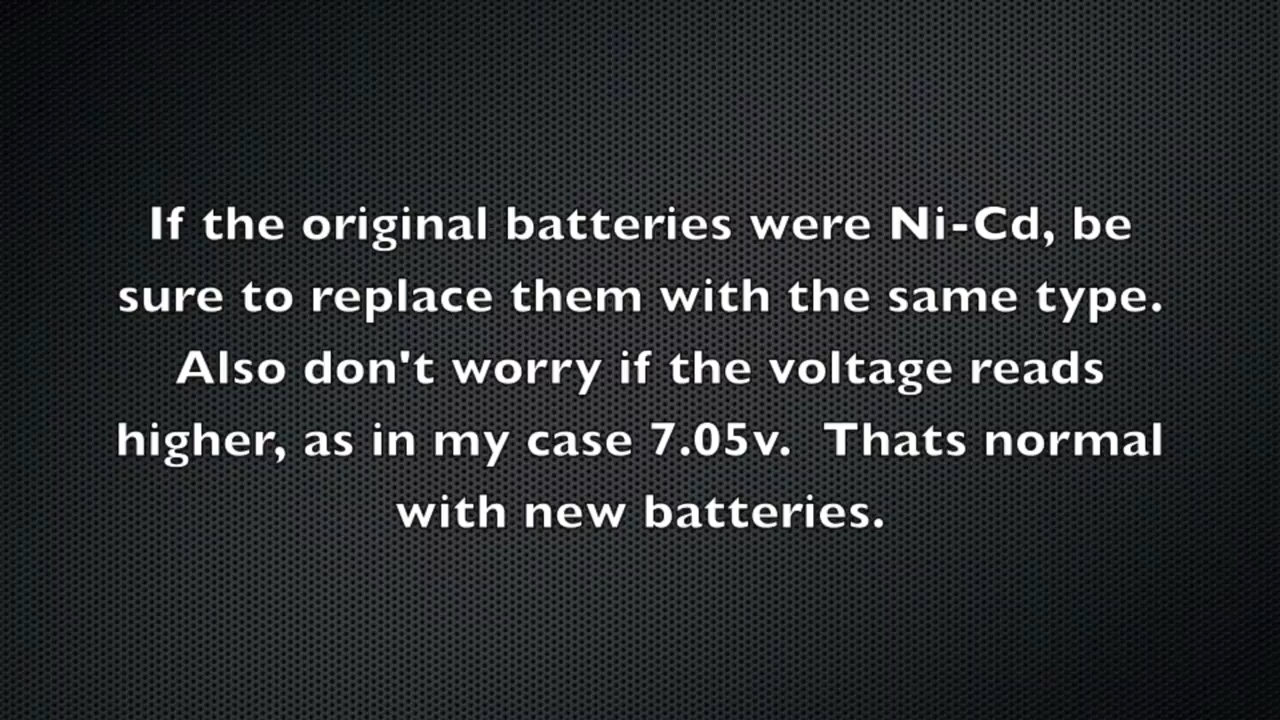 If the original batteries were Ni-Cd, be
sure to replace them with the same type.
Also don't worry if the voltage reads
higher, as in my case 7.05v.  Thats normal
with new batteries.